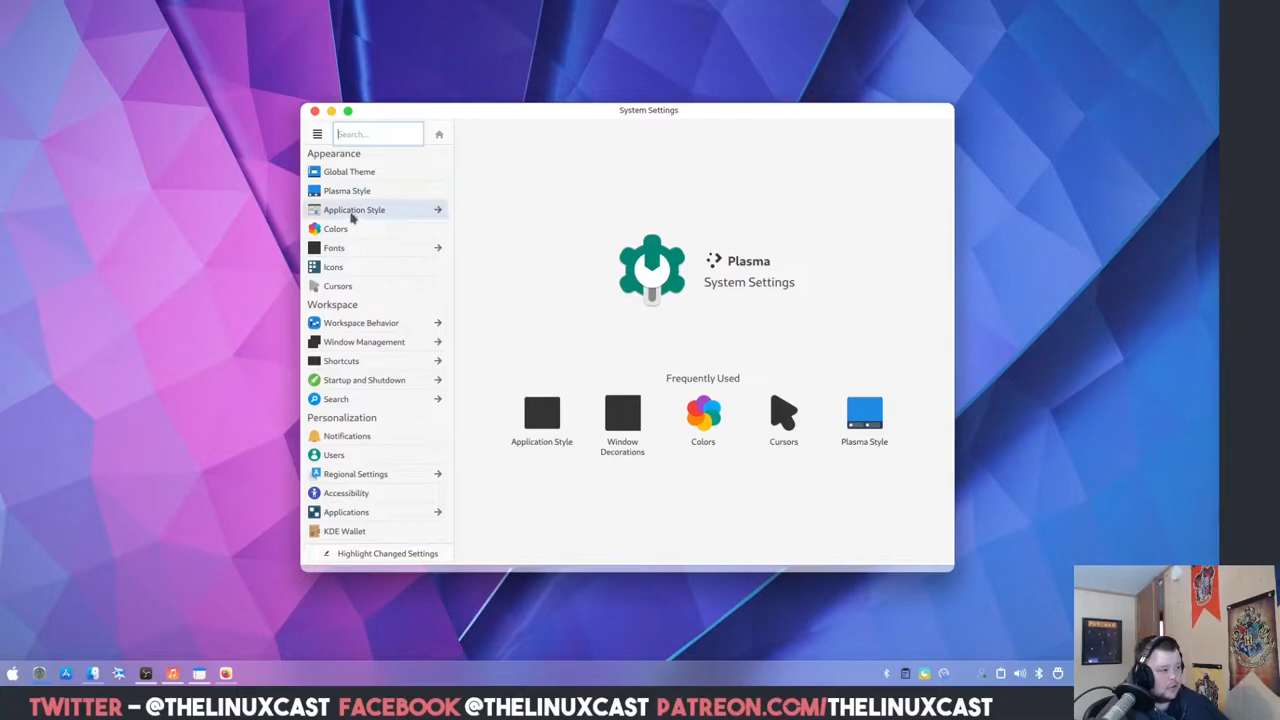 System Settings
Search...
Appearance
Global Theme
Plasma Style
Application Style
Colors
Fonts
Icons
Cursors
Workspace
Workspace Behavior
Window Management
Shortcuts
Startup and Shutdown
Search
Personalization
Notifications
Users
Regional Settings
Accessibility
Applications
KDE Wallet
Highlight Changed Settings
Plasma
System Settings
Frequently Used
Application Style
Window
Decorations
Colors
Cursors
Plasma Style
TWITTER – @THELINUXCAST FACEBOOK @THELINUXCAST PATREON.COM/THELINUXCAST